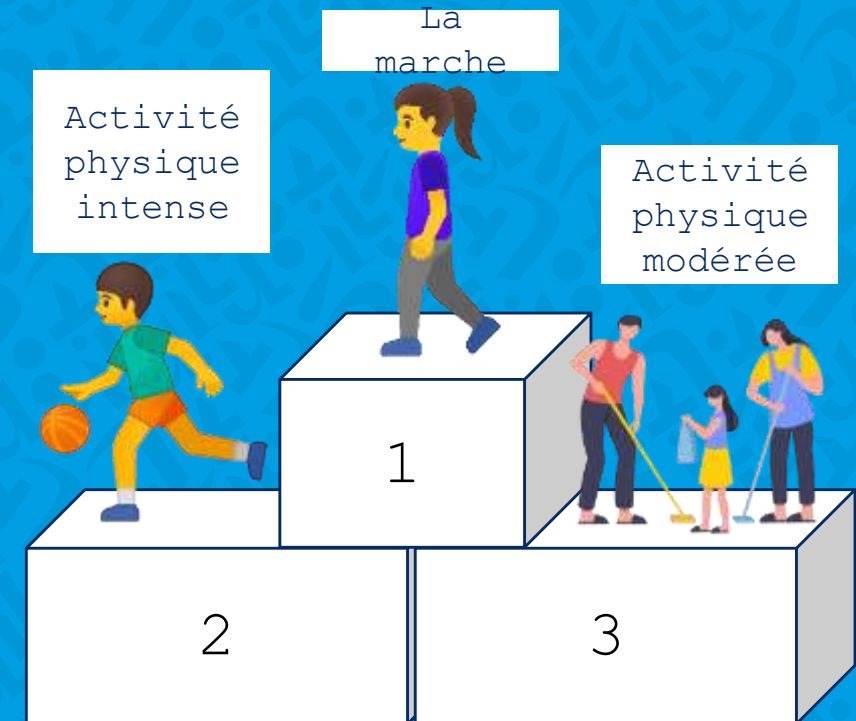 La
marche
Activité
physique
intense
Activité
physique
modérée
1
2
3